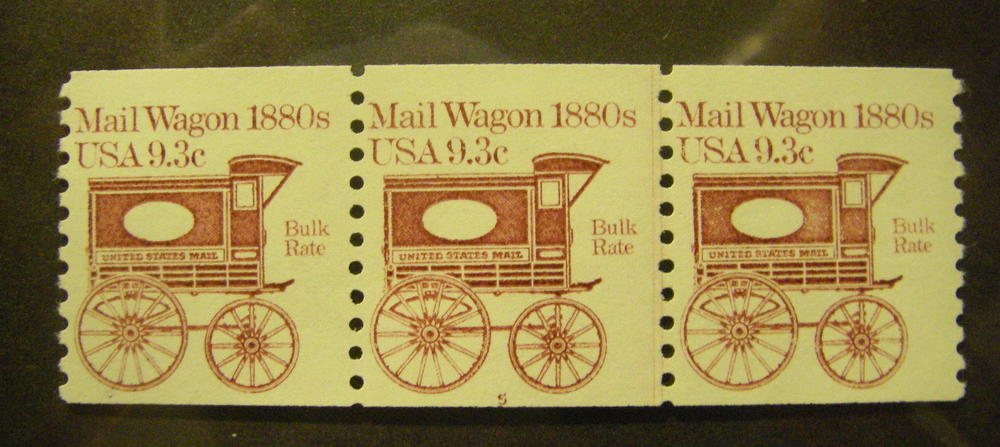 Mail Wagon 1880s
USA 9.3c
Bulk
Rate
UNITED STATES MAIL
Mail Wagon 1880s
USA 9.3c
Bulk
Rate
UNITED STATES MAIL
5
Mail Wagon 1880s
USA 9.3c
Bulk
Rate
UNITED STATES MAIL